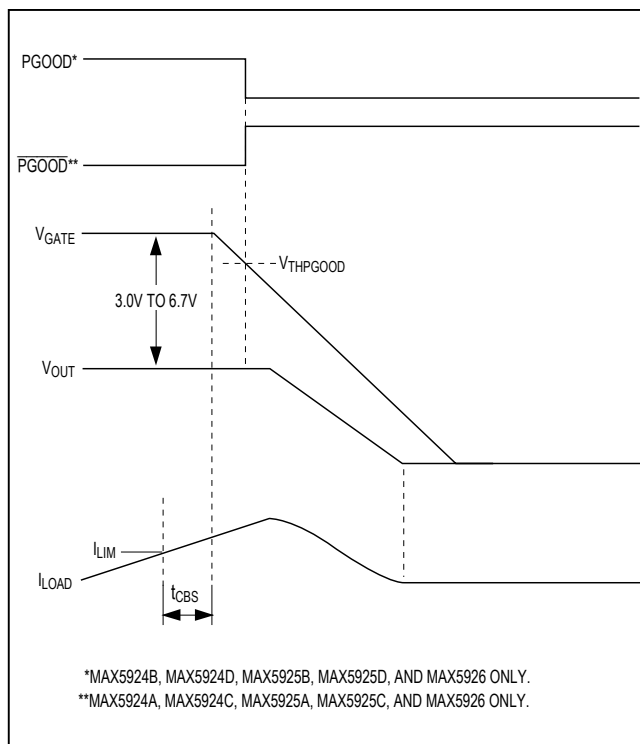 PGOOD*
PGOOD**
VGATE
VTHPGOOD
3.0V TO 6.7V
VOUT
ILIM
ILOAD
tCBS
*MAX5924B, MAX5924D, MAX5925B, MAX5925D, AND MAX5926 ONLY.
**MAX5924A, MAX5924C, MAX5925A, MAX5925C, AND MAX5926 ONLY.